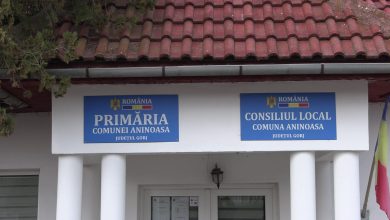 ROMÂNIA
PRIMĂRIA
COMUNEI ANINOASA
JUDEȚUL GORJ
ROMÂNIA
CONSILIUL LOCAL
COMUNA ANINOASA
JUDEȚUL GORJ